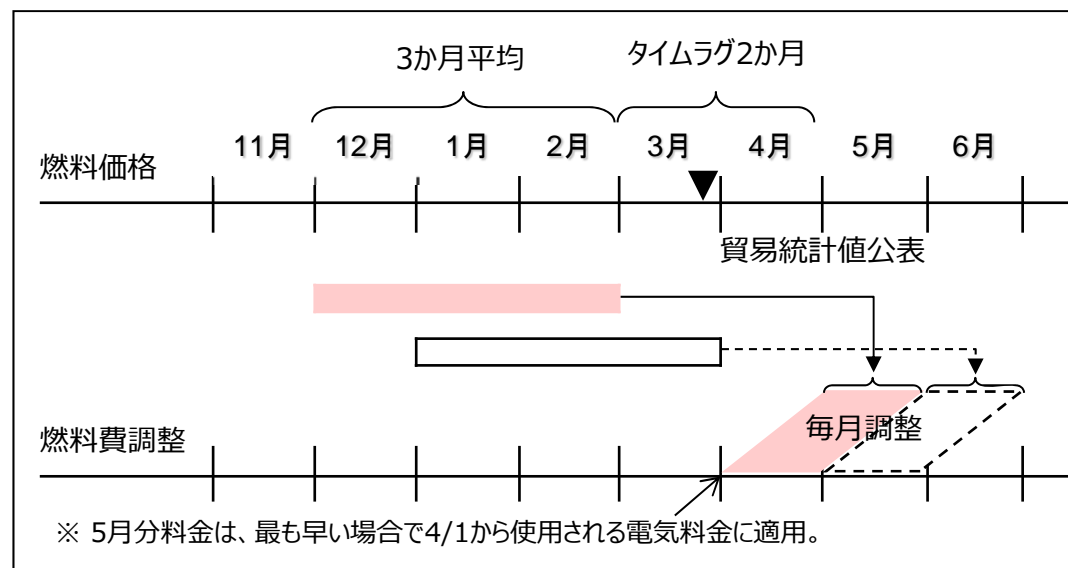 3か月平均
タイムラグ2か月
11月 12月 1月 2月 3月 4月 5月 6月
燃料価格
貿易統計値公表
毎月調整
燃料費調整
※ 5月分料金は、最も早い場合で4/1から使用される電気料金に適用。